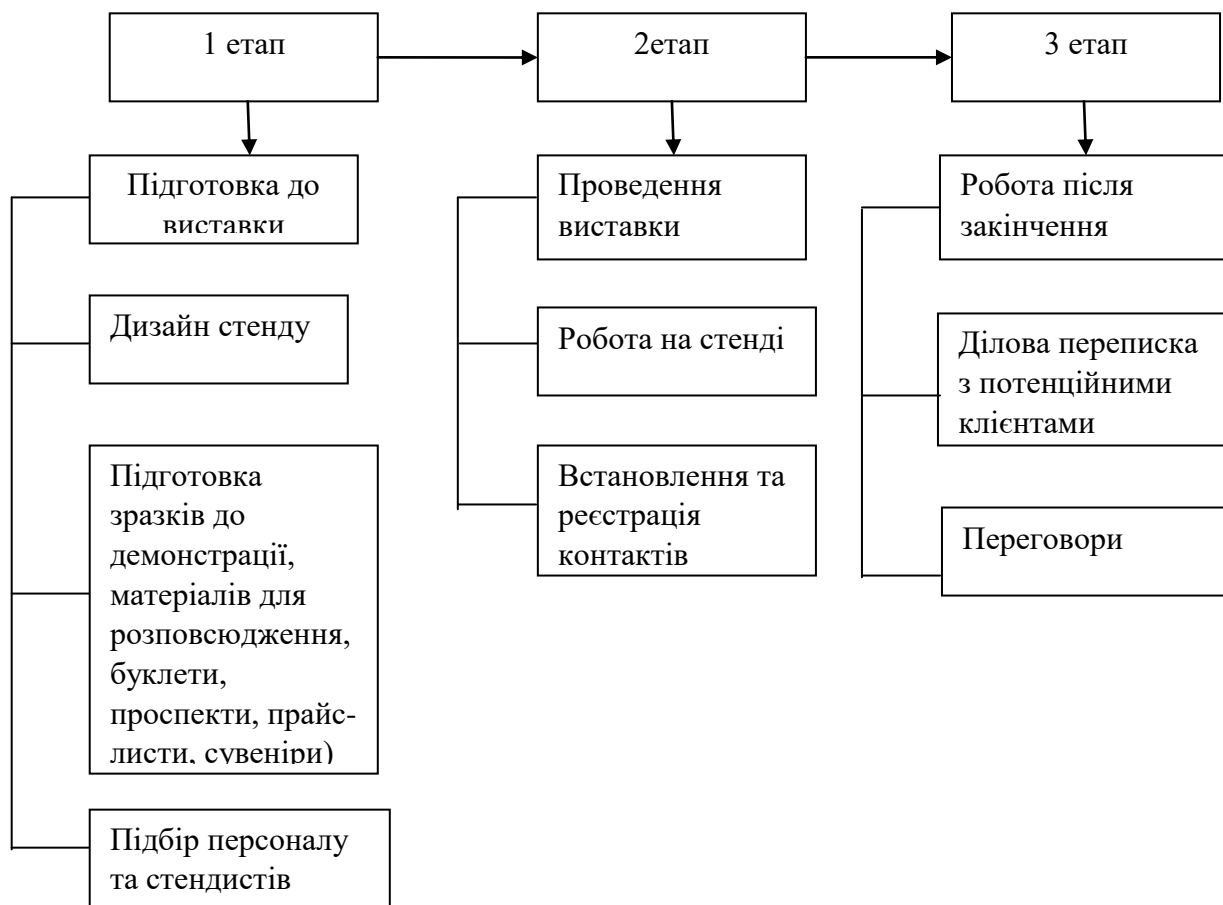 1 етап
2етап
3 етап
Підготовка до
виставки
Дизайн стенду
Підготовка
зразків до
демонстрації,
матеріалів для
розповсюдження,
буклети,
проспекти, прайс-
листи, сувеніри)
Підбір персоналу
та стендистів
Проведення
виставки
Робота на стенді
Встановлення та
реєстрація
контактів
Робота після
закінчення
Ділова переписка
з потенційними
клієнтами
Переговори